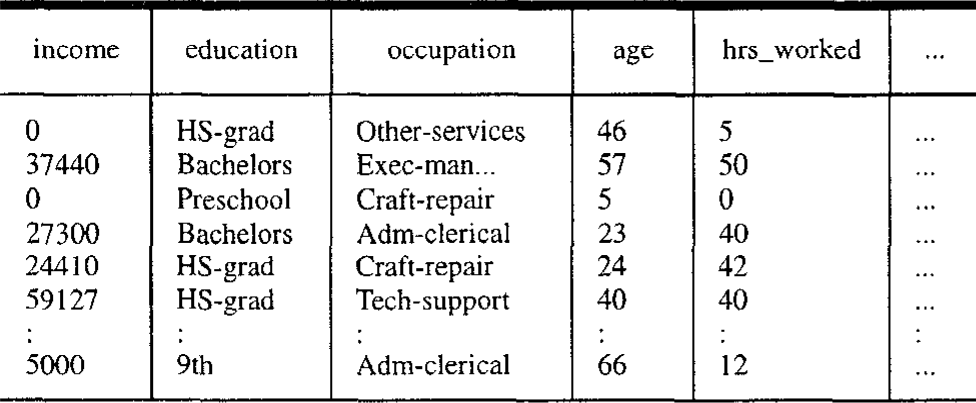 income education occupation age hrs_worked ...
0 HS-grad Other-services 46 5 ...
37440 Bachelors Exec-man... 57 50 ...
0 Preschool Craft-repair 5 0 ...
27300 Bachelors Adm-clerical 23 40 ...
24410 HS-grad Craft-repair 24 42 ...
59127 HS-grad Tech-support 40 40 ...
: : : : : :
5000 9th Adm-clerical 66 12 ...